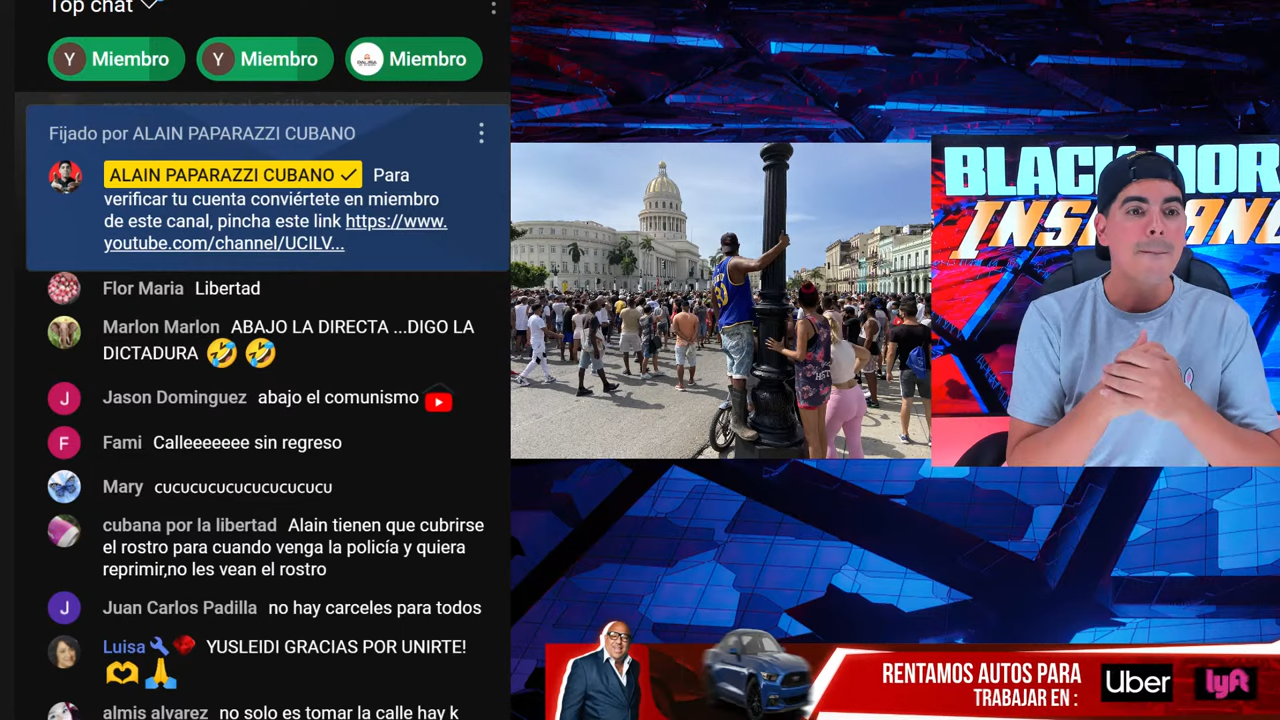 Top chat
Y Miembro
Y Miembro
Miembro
Fijado por ALAIN PAPARAZZI CUBANO
ALAIN PAPARAZZI CUBANO Para
verificar tu cuenta conviértete en miembro
de este canal, pincha este link https://www.
youtube.com/channel/UCILV...
Flor Maria Libertad
Marlon Marlon ABAJO LA DIRECTA ...DIGO LA
DICTADURA
J Jason Dominguez abajo el comunismo
F Fami Calleeeeeee sin regreso
Mary cucucucucucucucucucu
cubana por la libertad Alain tienen que cubrirse
el rostro para cuando venga la policía y quiera
reprimir,no les vean el rostro
J Juan Carlos Padilla no hay carceles para todos
Luisa YUSLEIDI GRACIAS POR UNIRTE!
almis alvarez no solo es tomar la calle hay k
BLACK HOR
INSI ANO
RENTAMOS AUTOS PARA
TRABAJAR EN :
Uber
lyft